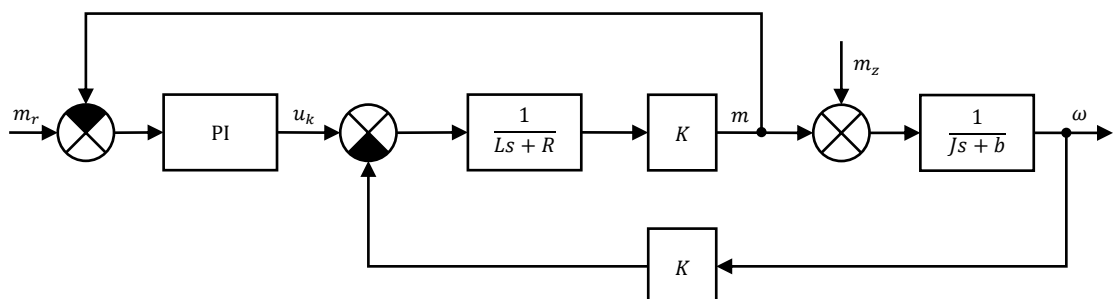 m_z
m_r
PI
u_k
1
Ls + R
K
m
1
Js + b
ω
K